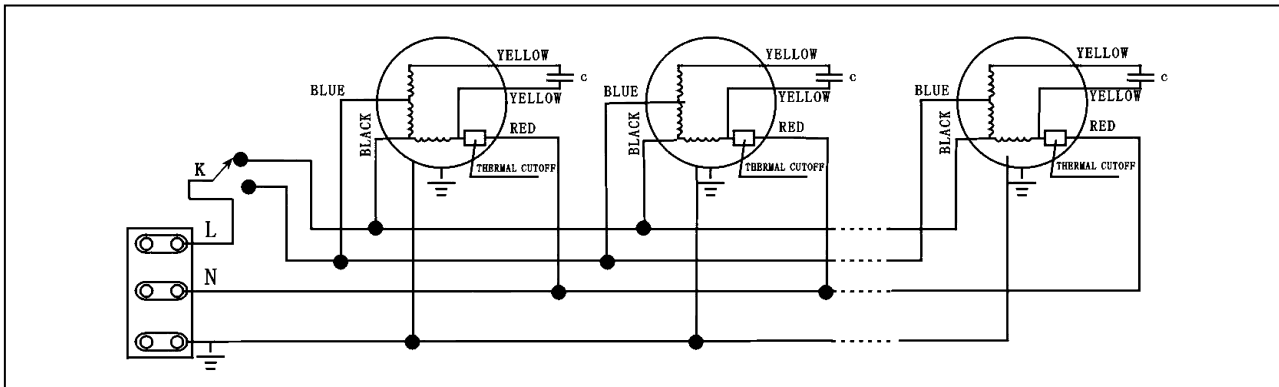 YELLOW
C
BLUE
YELLOW
BLACK
RED
THERMAL CUTOFF
YELLOW
C
BLUE
YELLOW
BLACK
RED
THERMAL CUTOFF
YELLOW
C
BLUE
YELLOW
BLACK
RED
THERMAL CUTOFF
K
L
N